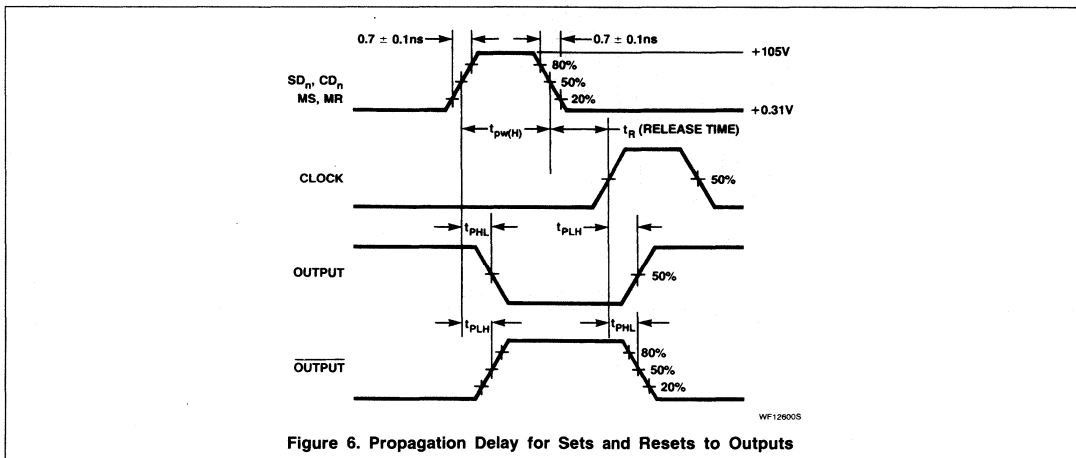 0.7 ± 0.1ns
0.7 ± 0.1ns
+105V
80%
50%
20%
SDn, CDn
MS, MR
+0.31V
tpw(H)
tR (RELEASE TIME)
CLOCK
50%
tPHL
tPLH
OUTPUT
50%
tPLH
tPHL
OUTPUT
80%
50%
20%
WF12600S
Figure 6. Propagation Delay for Sets and Resets to Outputs